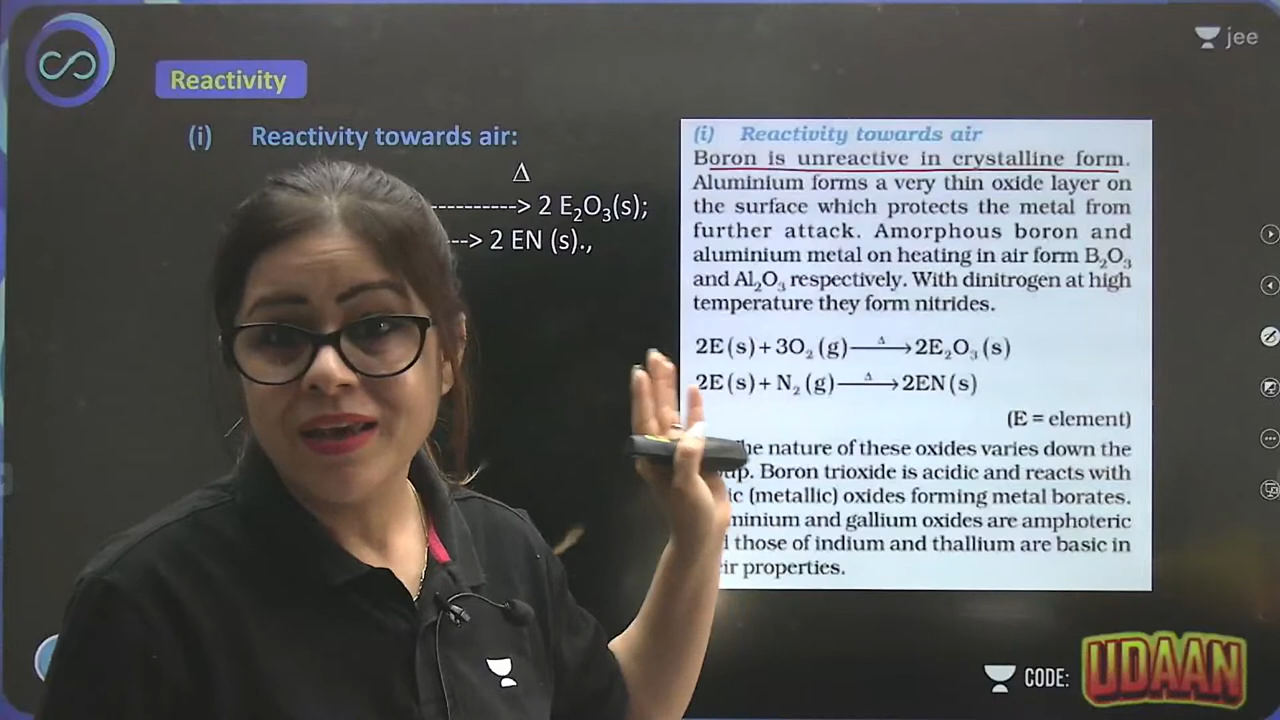 jee
Reactivity
(i) Reactivity towards air:
Δ
----------> 2 E₂O₃(s);
---> 2 EN (s).,
(i) Reactivity towards air
Boron is unreactive in crystalline form.
Aluminium forms a very thin oxide layer on
the surface which protects the metal from
further attack. Amorphous boron and
aluminium metal on heating in air form B₂O₃
and Al₂O₃ respectively. With dinitrogen at high
temperature they form nitrides.
2E(s)+3O₂(g) —Δ→ 2E₂O₃(s)
2E(s)+N₂(g) —Δ→ 2EN(s)
(E = element)
he nature of these oxides varies down the
up. Boron trioxide is acidic and reacts with
ic (metallic) oxides forming metal borates.
minium and gallium oxides are amphoteric
those of indium and thallium are basic in
ir properties.
CODE: UDAAN